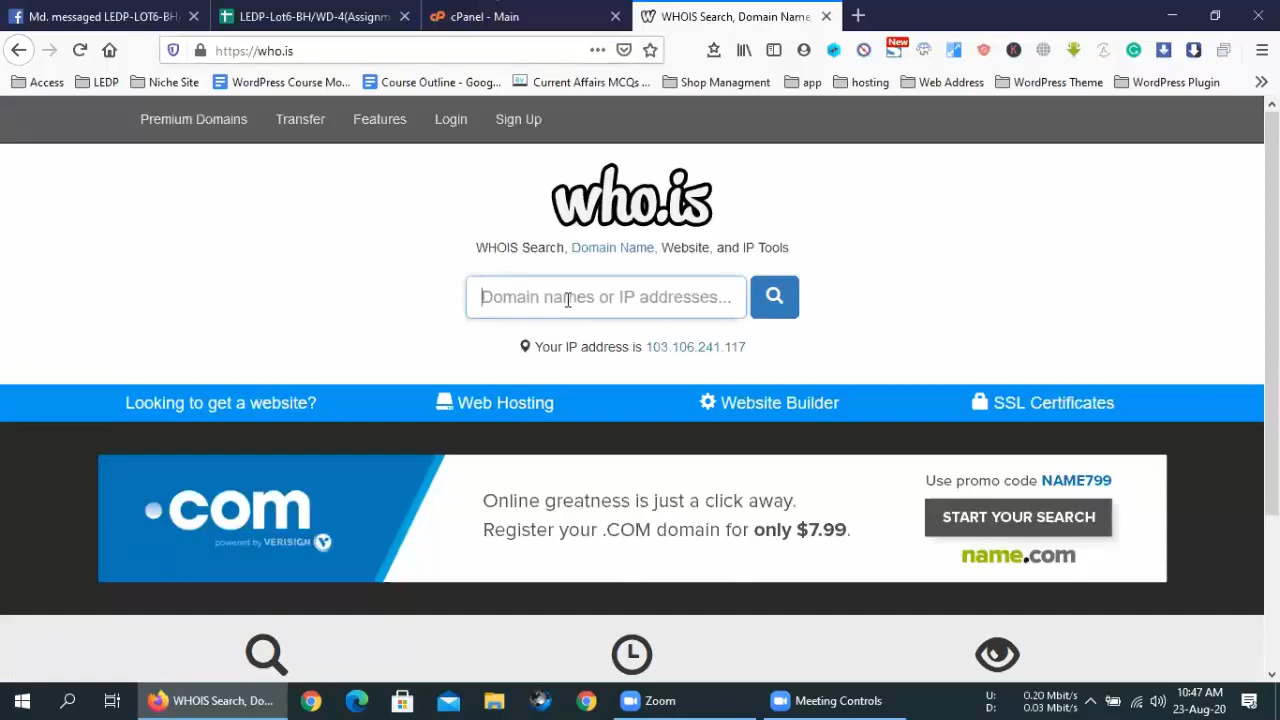 Md. messaged LEDP-LOT6-BH
LEDP-Lot6-BH/WD-4(Assignm
cPanel - Main
WHOIS Search, Domain Name,
https://who.is
New
Access
LEDP
Niche Site
WordPress Course Mo...
Course Outline - Goog...
Current Affairs MCQs ...
Shop Managment
app
hosting
Web Address
WordPress Theme
WordPress Plugin
Premium Domains
Transfer
Features
Login
Sign Up
who.is
WHOIS Search, Domain Name, Website, and IP Tools
Domain names or IP addresses...
Your IP address is 103.106.241.117
Looking to get a website?
Web Hosting
Website Builder
SSL Certificates
.com
powered by VERISIGN
Online greatness is just a click away.
Register your .COM domain for only $7.99.
Use promo code NAME799
START YOUR SEARCH
name.com
WHOIS Search, Do...
Zoom
Meeting Controls
U: 0.20 Mbit/s
D: 0.03 Mbit/s
10:47 AM
23-Aug-20